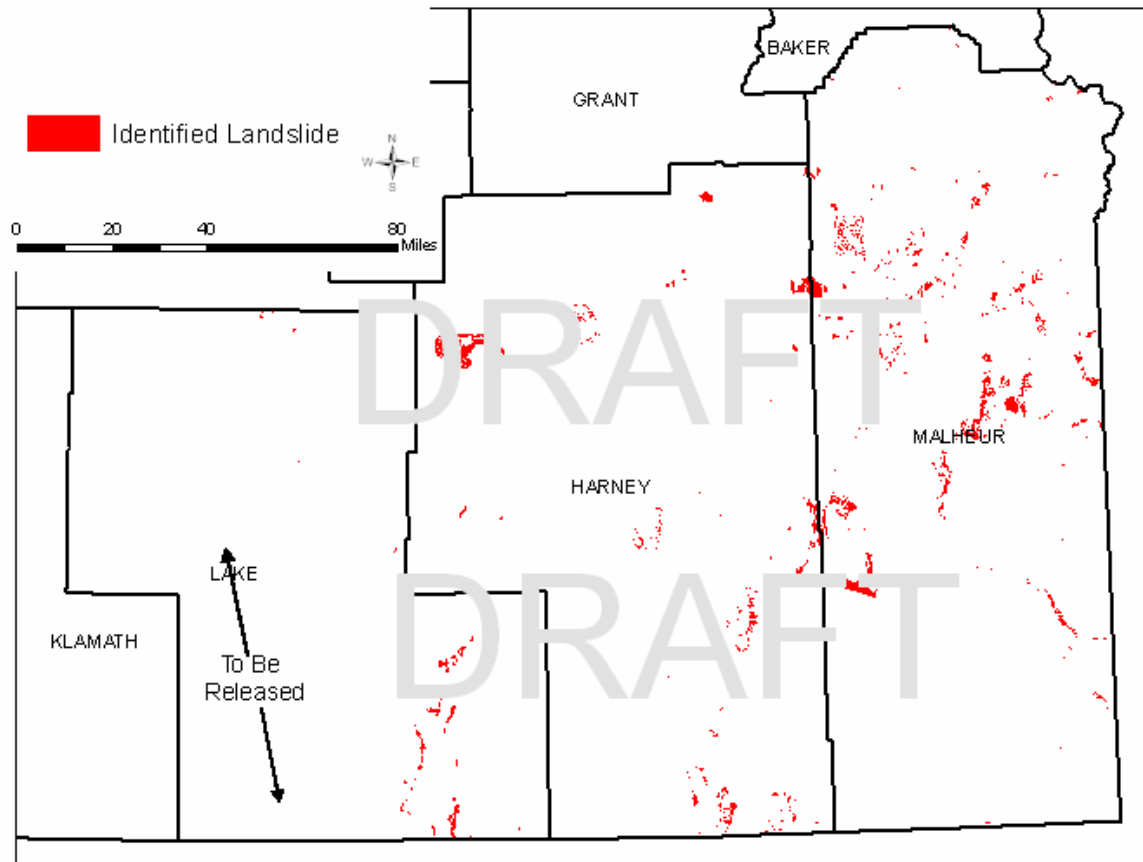 BAKER
GRANT
Identified Landslide
N
W E
S
0 20 40 80
Miles
DRAFT
MALHEUR
HARNEY
LAKE
DRAFT
KLAMATH
To Be
Released